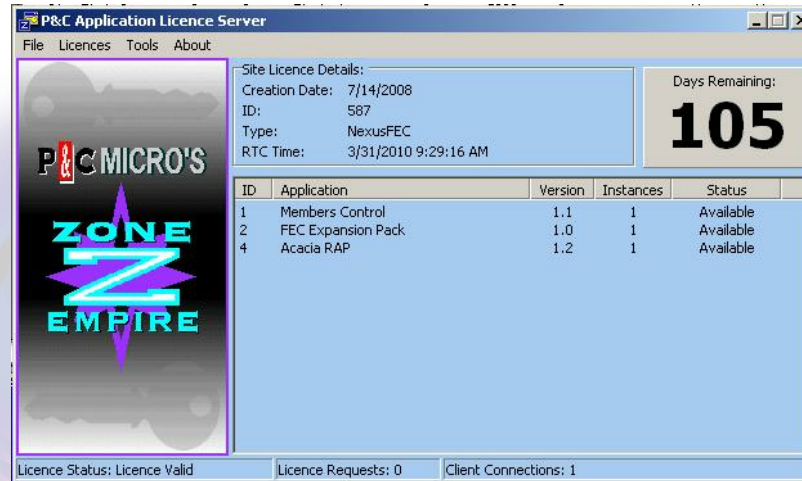 P&C Application Licence Server
File Licences Tools About
P&C MICRO'S
ZONE
Z
EMPIRE
Site Licence Details:
Creation Date: 7/14/2008
ID: 587
Type: NexusFEC
RTC Time: 3/31/2010 9:29:16 AM
Days Remaining:
105
ID Application Version Instances Status
1 Members Control 1.1 1 Available
2 FEC Expansion Pack 1.0 1 Available
4 Acacia RAP 1.2 1 Available
Licence Status: Licence Valid Licence Requests: 0 Client Connections: 1